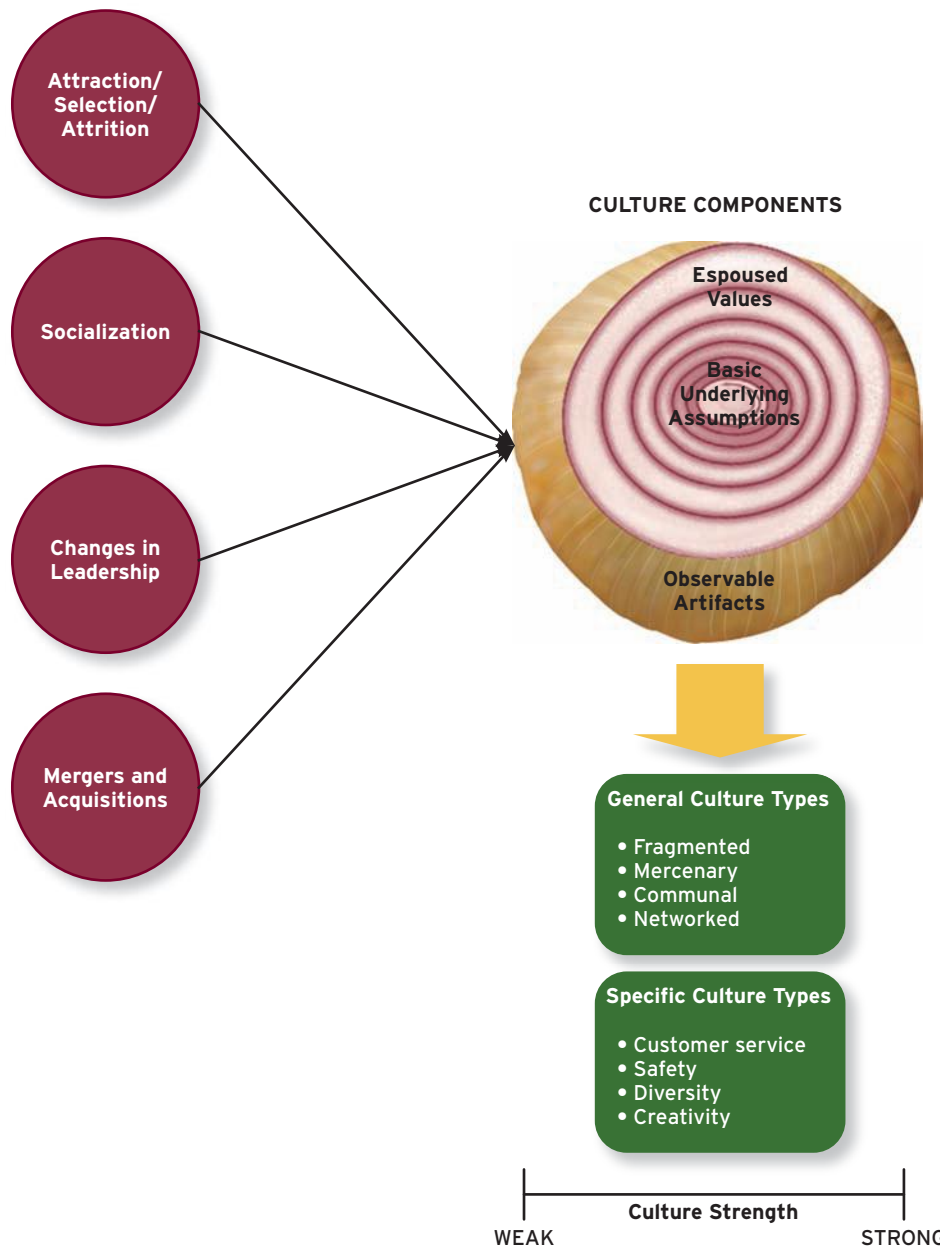 Attraction/
Selection/
Attrition
Socialization
Changes in
Leadership
Mergers and
Acquisitions
CULTURE COMPONENTS
Espoused
Values
Basic
Underlying
Assumptions
Observable
Artifacts
General Culture Types
• Fragmented
• Mercenary
• Communal
• Networked
Specific Culture Types
• Customer service
• Safety
• Diversity
• Creativity
Culture Strength
WEAK
STRONG